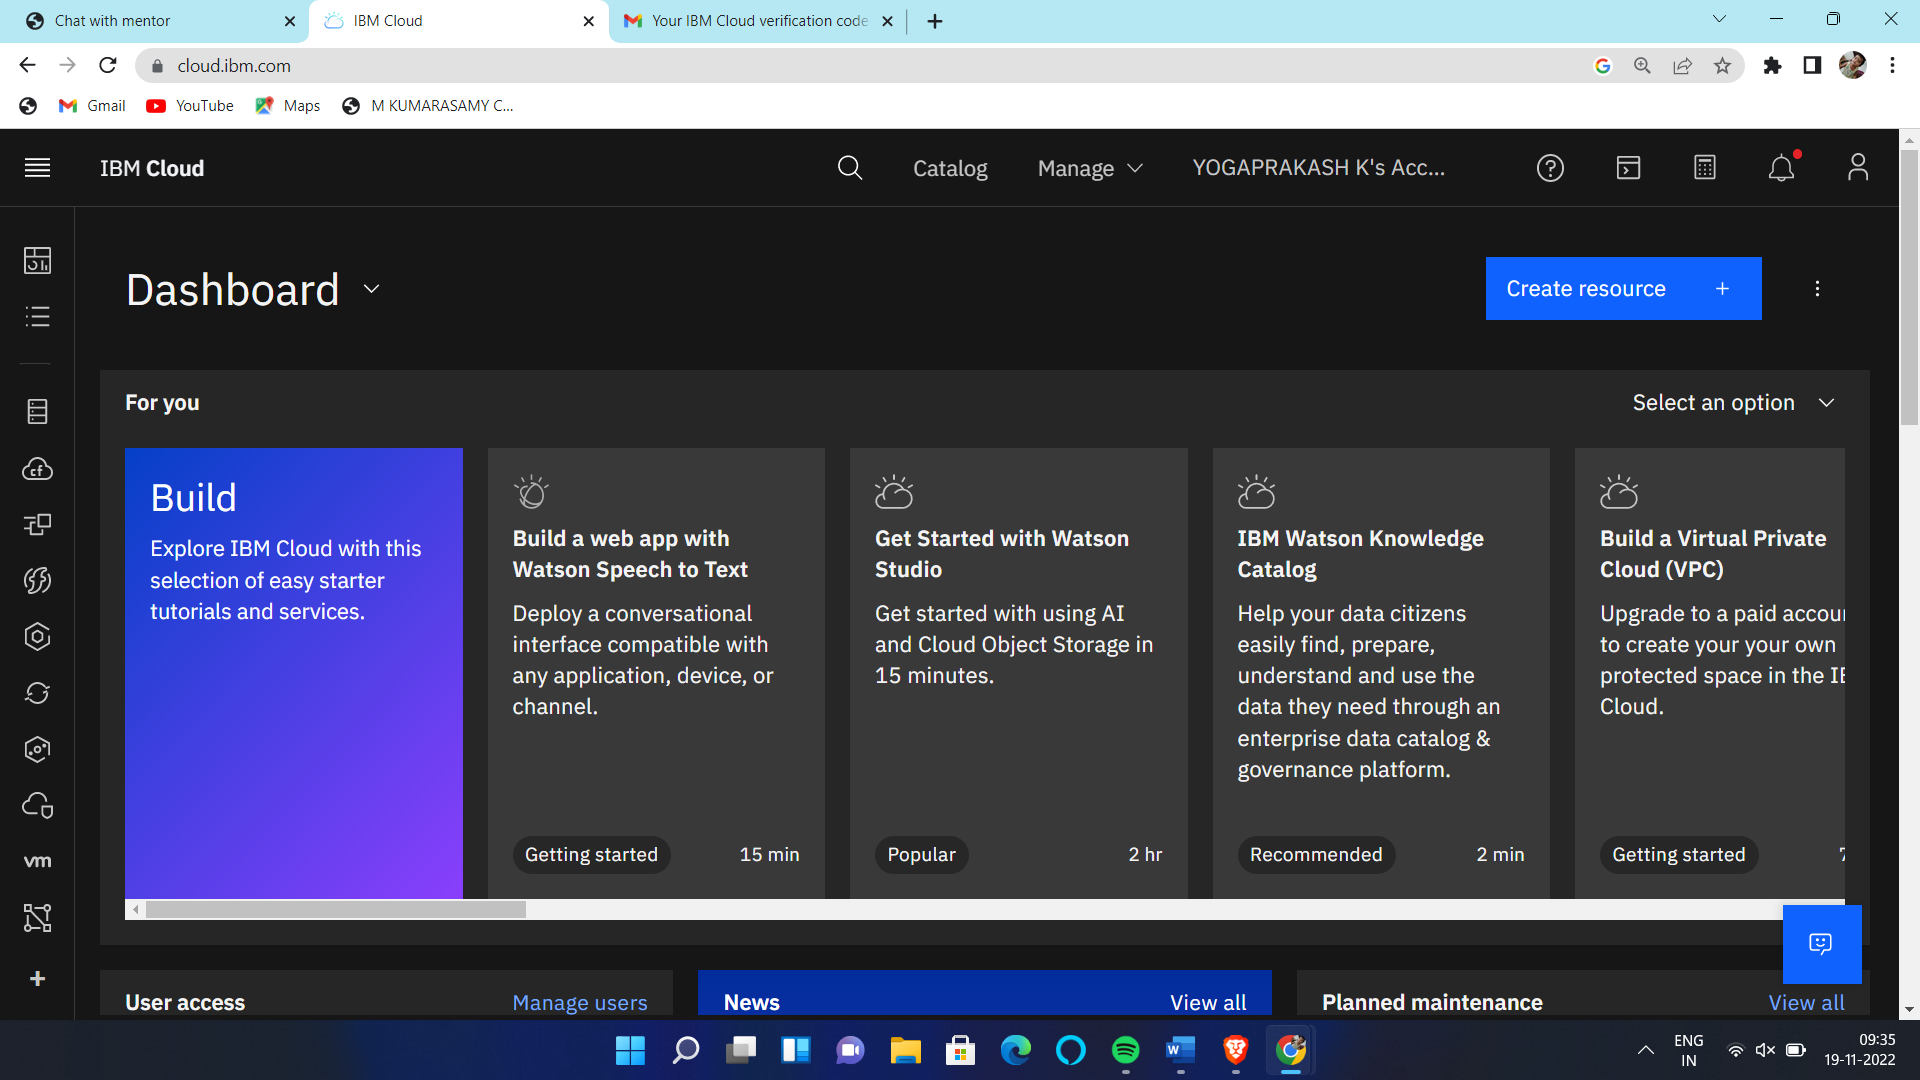 Chat with mentor
IBM Cloud
Your IBM Cloud verification code
cloud.ibm.com
Gmail
YouTube
Maps
M KUMARASAMY C...
IBM Cloud
Catalog
Manage
YOGAPRAKASH K's Acc...
Dashboard
Create resource +
For you
Select an option
Build
Explore IBM Cloud with this
selection of easy starter
tutorials and services.
Build a web app with
Watson Speech to Text
Deploy a conversational
interface compatible with
any application, device, or
channel.
Getting started
15 min
Get Started with Watson
Studio
Get started with using AI
and Cloud Object Storage in
15 minutes.
Popular
2 hr
IBM Watson Knowledge
Catalog
Help your data citizens
easily find, prepare,
understand and use the
data they need through an
enterprise data catalog &
governance platform.
Recommended
2 min
Build a Virtual Private
Cloud (VPC)
Upgrade to a paid
to create your your own
protected space in the
Cloud.
Getting started
cf
vm
User access
Manage users
News
View all
Planned maintenance
View all
ENG
IN
09:35
19-11-2022